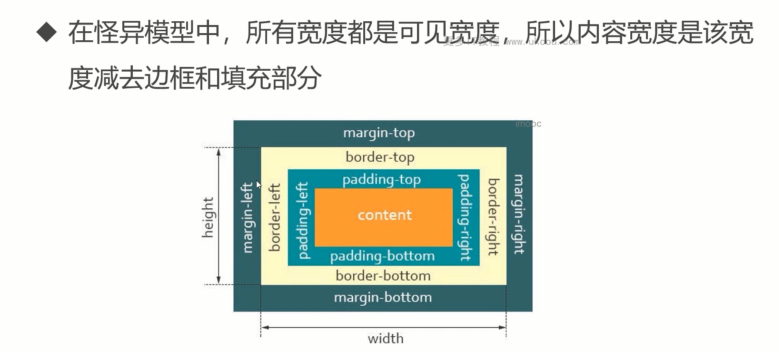 在怪异模型中，所有宽度都是可见宽度，所以内容宽度是该宽
度减去边框和填充部分
imooc
margin-top
border-top
padding-top
height
margin-left
border-left
padding-left
content
padding-right
border-right
margin-right
padding-bottom
border-bottom
margin-bottom
width